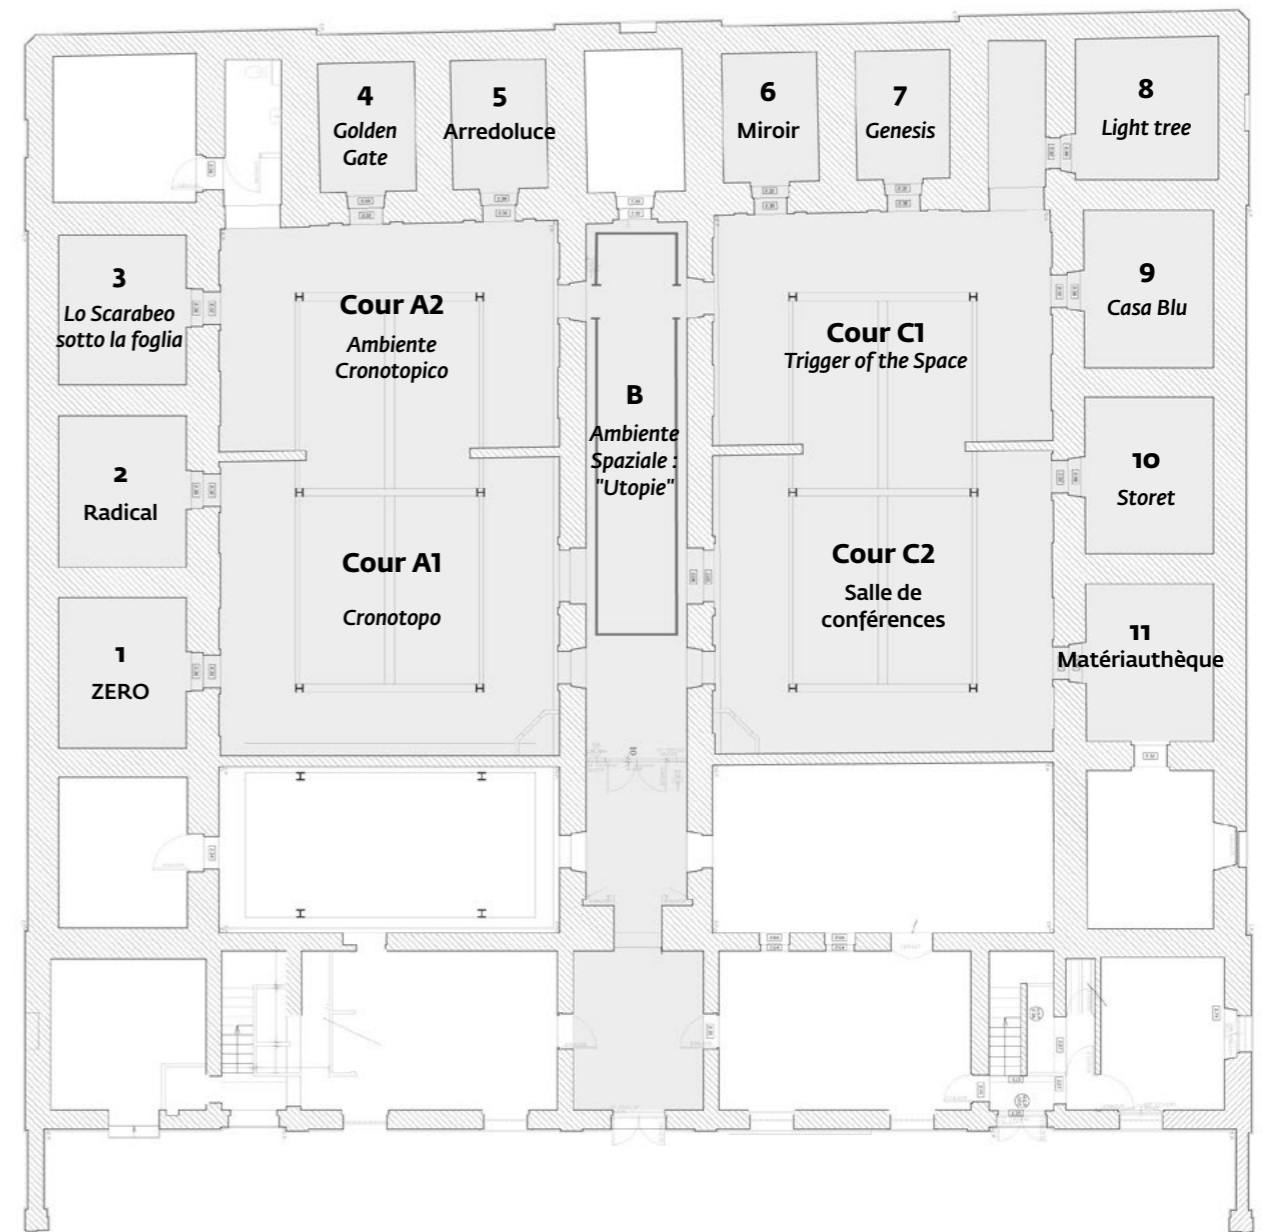 4
Golden
Gate
5
Arredoluce
6
Miroir
7
Genesis
8
Light tree
3
Lo Scarabeo
sotto la foglia
Cour A2
Ambiente
Cronotopico
B
Ambiente
Spaziale :
"Utopie"
Cour C1
Trigger of the Space
9
Casa Blu
2
Radical
10
Storet
Cour A1
Cronotopo
Cour C2
Salle de
conférences
1
ZERO
11
Matériauthèque